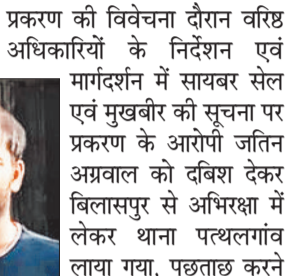 प्रकरण की विवेचना दौरान वरिष्ठ
अधिकारियों के निर्देशन एवं
मार्गदर्शन में सायबर सेल
एवं मुखबीर की सूचना पर
प्रकरण के आरोपी जतिन
अग्रवाल को दबिश देकर
बिलासपुर से अभिरक्षा में
लेकर थाना पत्थलगांव
लाया गया, पूछताछ करने